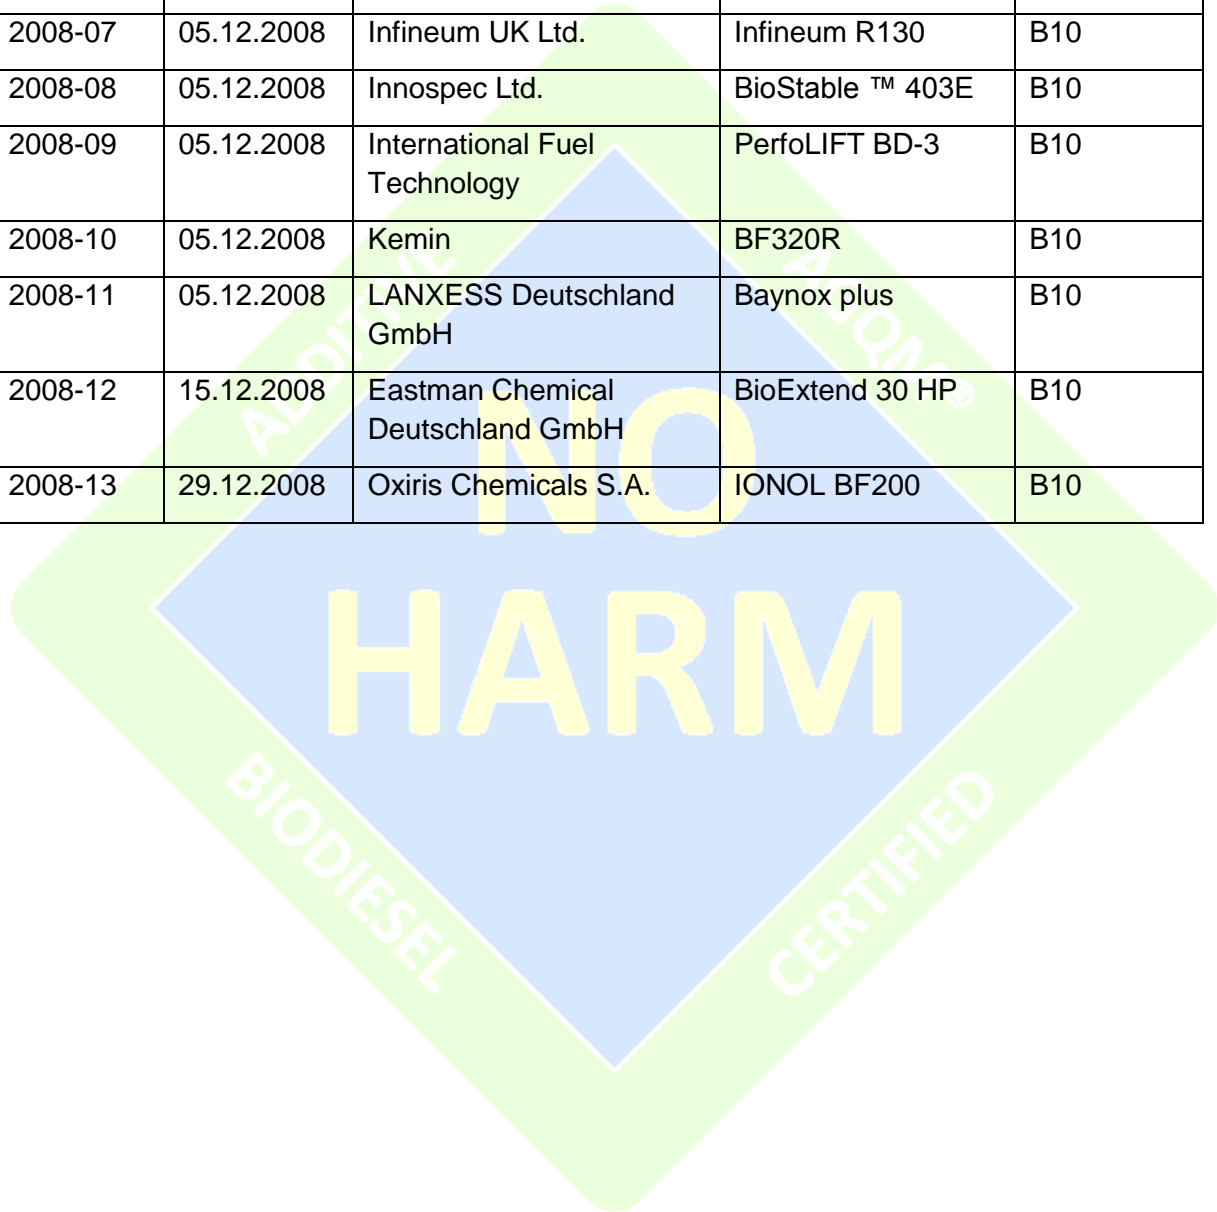 2008-07 05.12.2008 Infineum UK Ltd. Infineum R130 B10
2008-08 05.12.2008 Innospec Ltd. BioStable ™ 403E B10
2008-09 05.12.2008 International Fuel PerfoLIFT BD-3 B10
Technology
2008-10 05.12.2008 Kemin BF320R B10
2008-11 05.12.2008 LANXESS Deutschland Baynox plus B10
GmbH
2008-12 15.12.2008 Eastman Chemical BioExtend 30 HP B10
Deutschland GmbH
2008-13 29.12.2008 Oxiris Chemicals S.A. IONOL BF200 B10
ADDITIVE
AGQM®
NO
HARM
BIODIESEL
CERTIFIED